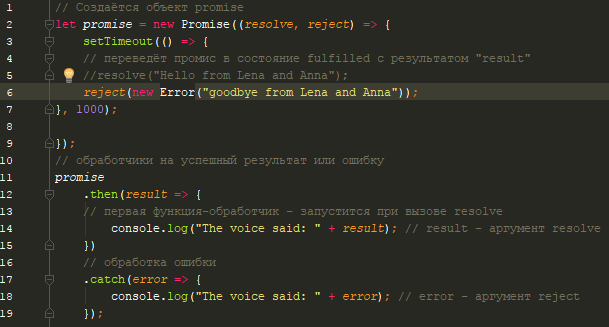 1 // Создаётся объект promise
2 let promise = new Promise((resolve, reject) => {
3 setTimeout(() => {
4 // переведёт промис в состояние fulfilled с результатом "result"
5 //resolve("Hello from Lena and Anna");
6 reject(new Error("goodbye from Lena and Anna"));
7 }, 1000);
8
9 });
10 // обработчики на успешный результат или ошибку
11 promise
12 .then(result => {
13 // первая функция-обработчик - запустится при вызове resolve
14 console.log("The voice said: " + result); // result - аргумент resolve
15 })
16 // обработка ошибки
17 .catch(error => {
18 console.log("The voice said: " + error); // error - аргумент reject
19 });